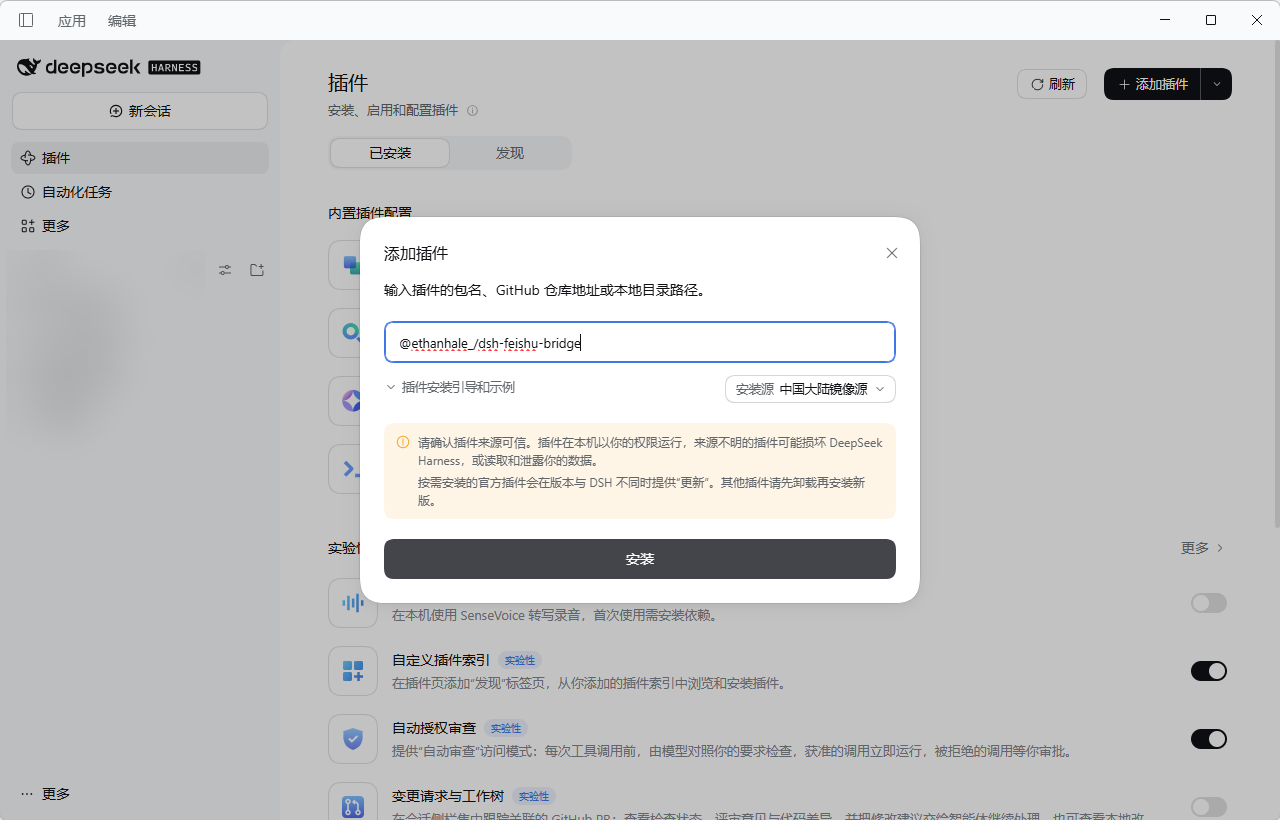 应用 编辑
deepseek HARNESS
新会话
插件
自动化任务
更多
更多
插件
安装、启用和配置插件
刷新
添加插件
已安装 发现
内置插件配置
添加插件
输入插件的包名、GitHub 仓库地址或本地目录路径。
@ethanhale_/dsh-feishu-bridge
插件安装引导和示例
安装源 中国大陆镜像源
请确认插件来源可信。插件在本机以你的权限运行，来源不明的插件可能损坏 DeepSeek
Harness，或读取和泄露你的数据。
按需安装的官方插件会在版本与 DSH 不同时提供“更新”。其他插件请先卸载再安装新
版。
安装
更多
在本机使用 SenseVoice 转写录音，首次使用需安装依赖。
自定义插件索引 实验性
在插件页添加“发现”标签页，从你添加的插件索引中浏览和安装插件。
自动授权审查 实验性
提供“自动审查”访问模式：每次工具调用前，由模型对照你的要求检查，获准的调用立即运行，被拒绝的调用等你审批。
变更请求与工作树 实验性